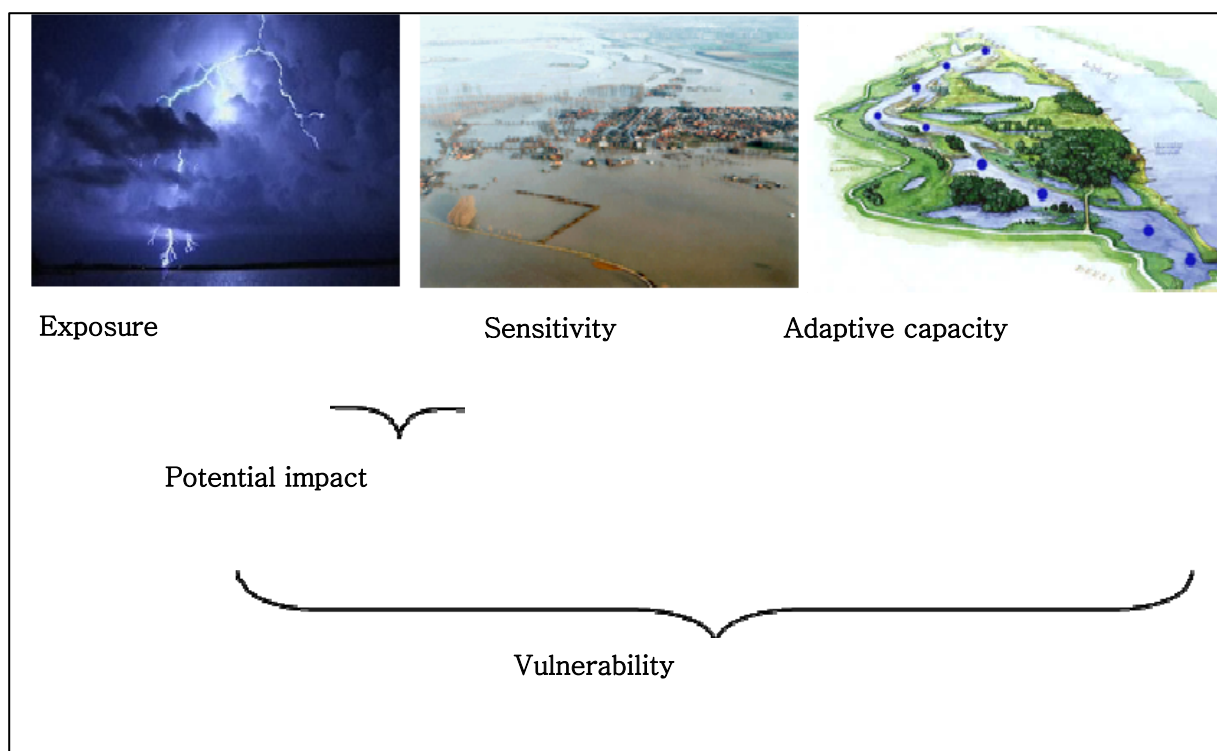 Exposure
Sensitivity
Adaptive capacity
Potential impact
Vulnerability